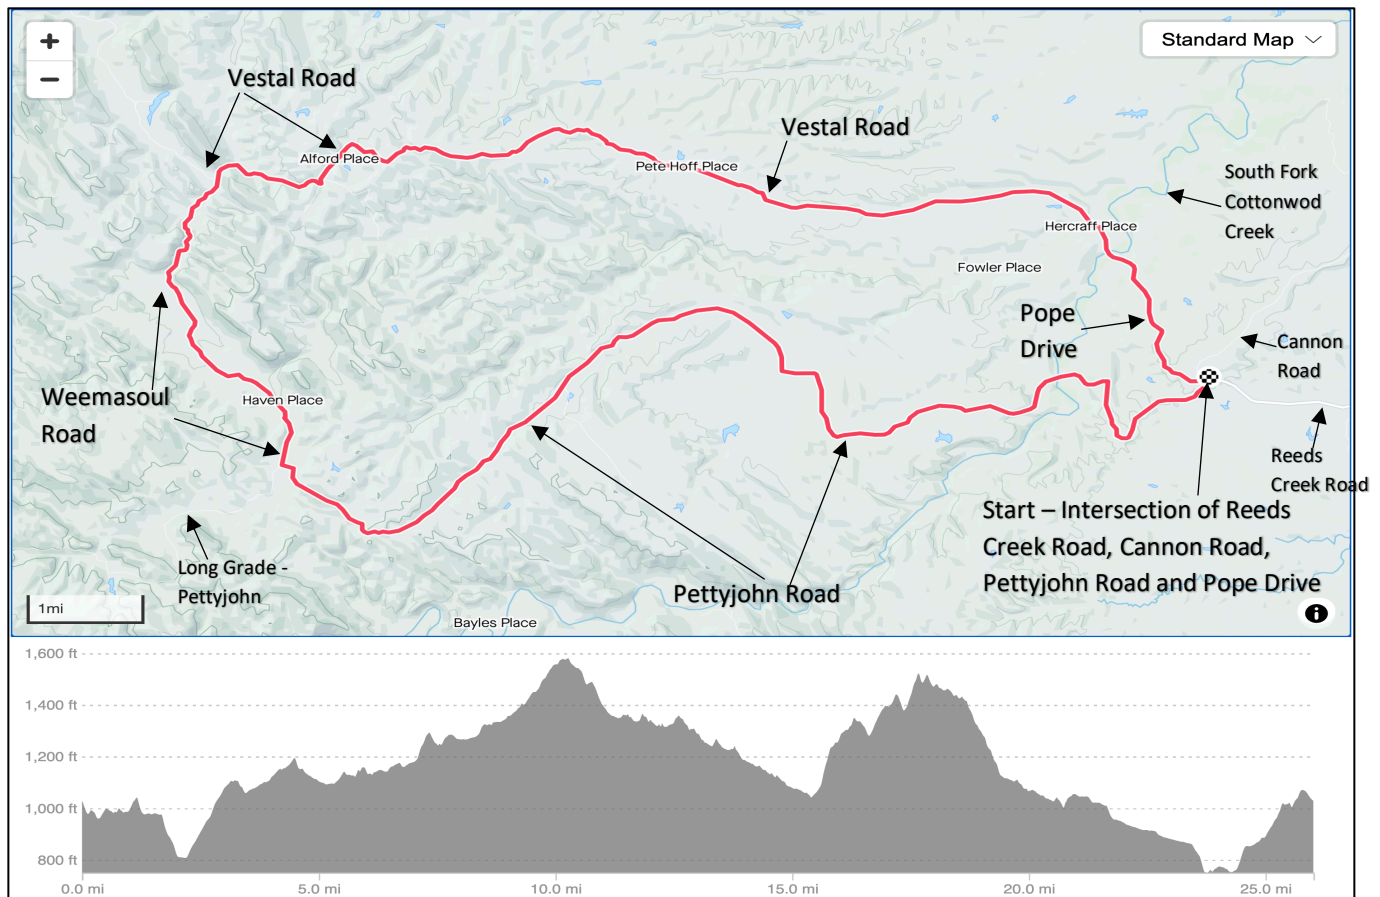 +
−
Standard Map
Vestal Road
Vestal Road
Alford Place
Pete Hoff Place
South Fork
Cottonwod
Creek
Hercraff Place
Fowler Place
Pope
Drive
Cannon
Road
Weemasoul
Road
Haven Place
Reeds
Creek Road
Start – Intersection of Reeds
Creek Road, Cannon Road,
Pettyjohn Road and Pope Drive
Long Grade -
Pettyjohn
Pettyjohn Road
1mi
Bayles Place
i
1,600 ft
1,400 ft
1,200 ft
1,000 ft
800 ft
0.0 mi
5.0 mi
10.0 mi
15.0 mi
20.0 mi
25.0 mi